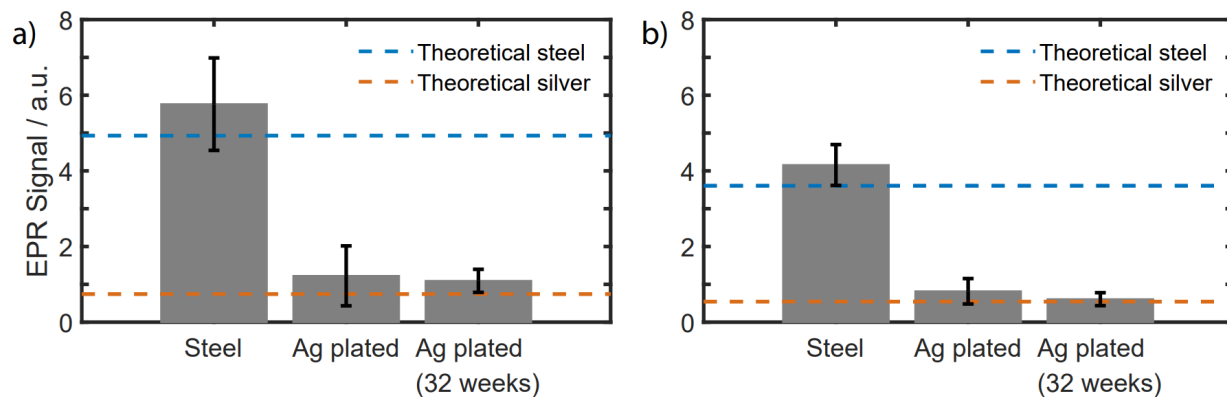 a)
EPR Signal / a.u.
8
6
4
2
0
Theoretical steel
Theoretical silver
Steel
Ag plated
Ag plated
(32 weeks)
b)
8
6
4
2
0
Theoretical steel
Theoretical silver
Steel
Ag plated
Ag plated
(32 weeks)